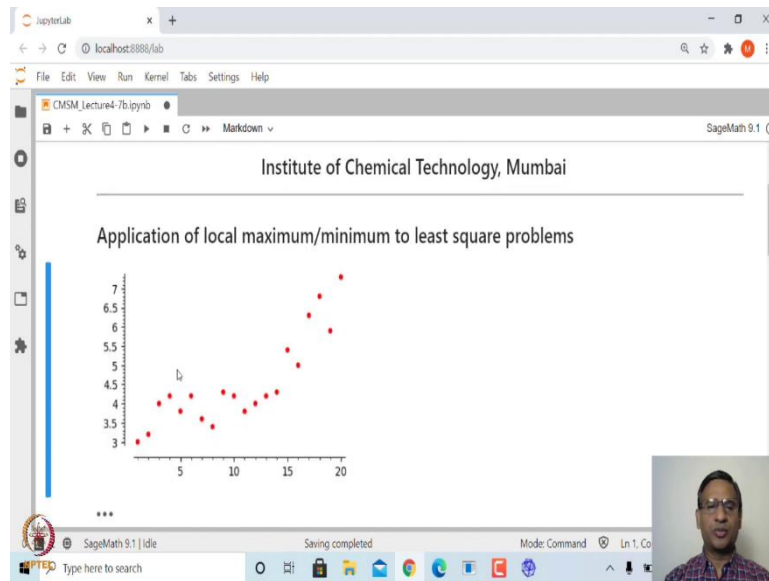 JupyterLab
localhost:8888/lab
M
File Edit View Run Kernel Tabs Settings Help
CMSM_Lecture4-7b.ipynb
Markdown
SageMath 9.1
Institute of Chemical Technology, Mumbai
Application of local maximum/minimum to least square problems
7
6.5
6
5.5
5
4.5
4
3.5
3
5 10 15 20
SageMath 9.1 | Idle Saving completed Mode: Command Ln 1, Co
NPTEL
Type here to search